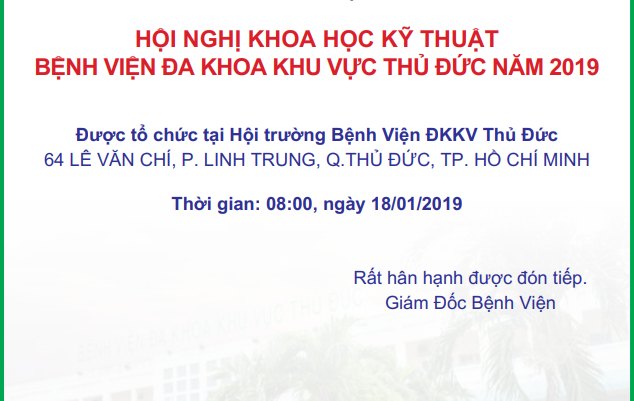 HỘI NGHỊ KHOA HỌC KỸ THUẬT
BỆNH VIỆN ĐA KHOA KHU VỰC THỦ ĐỨC NĂM 2019
Được tổ chức tại Hội trường Bệnh Viện ĐKKV Thủ Đức
64 LÊ VĂN CHÍ, P. LINH TRUNG, Q.THỦ ĐỨC, TP. HỒ CHÍ MINH
Thời gian: 08:00, ngày 18/01/2019
Rất hân hạnh được đón tiếp.
Giám Đốc Bệnh Viện